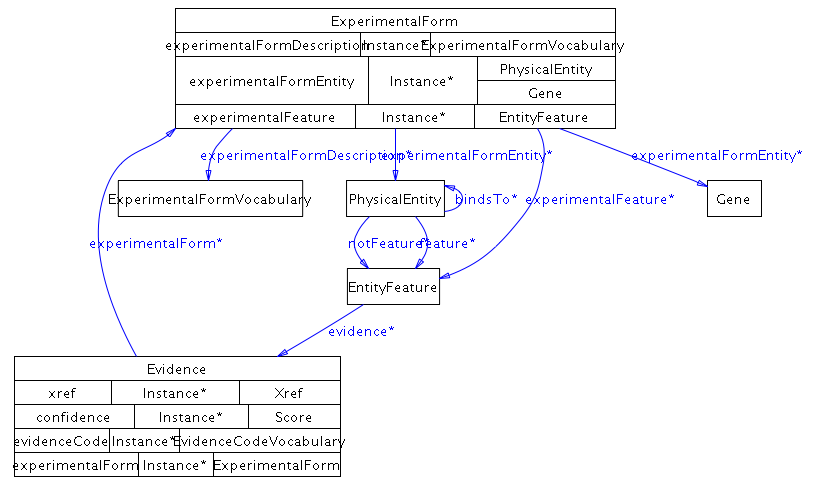 ExperimentalForm
experimentalFormDescription Instance* ExperimentalFormVocabulary
experimentalFormEntity Instance* PhysicalEntity
Gene
experimentalFeature Instance* EntityFeature
experimentalFormDescription* experimentalFormEntity* experimentalFormEntity*
ExperimentalFormVocabulary PhysicalEntity bindsTo* experimentalFeature* Gene
experimentalForm* notFeature* feature*
EntityFeature
evidence*
Evidence
xref Instance* Xref
confidence Instance* Score
evidenceCode Instance* EvidenceCodeVocabulary
experimentalForm Instance* ExperimentalForm